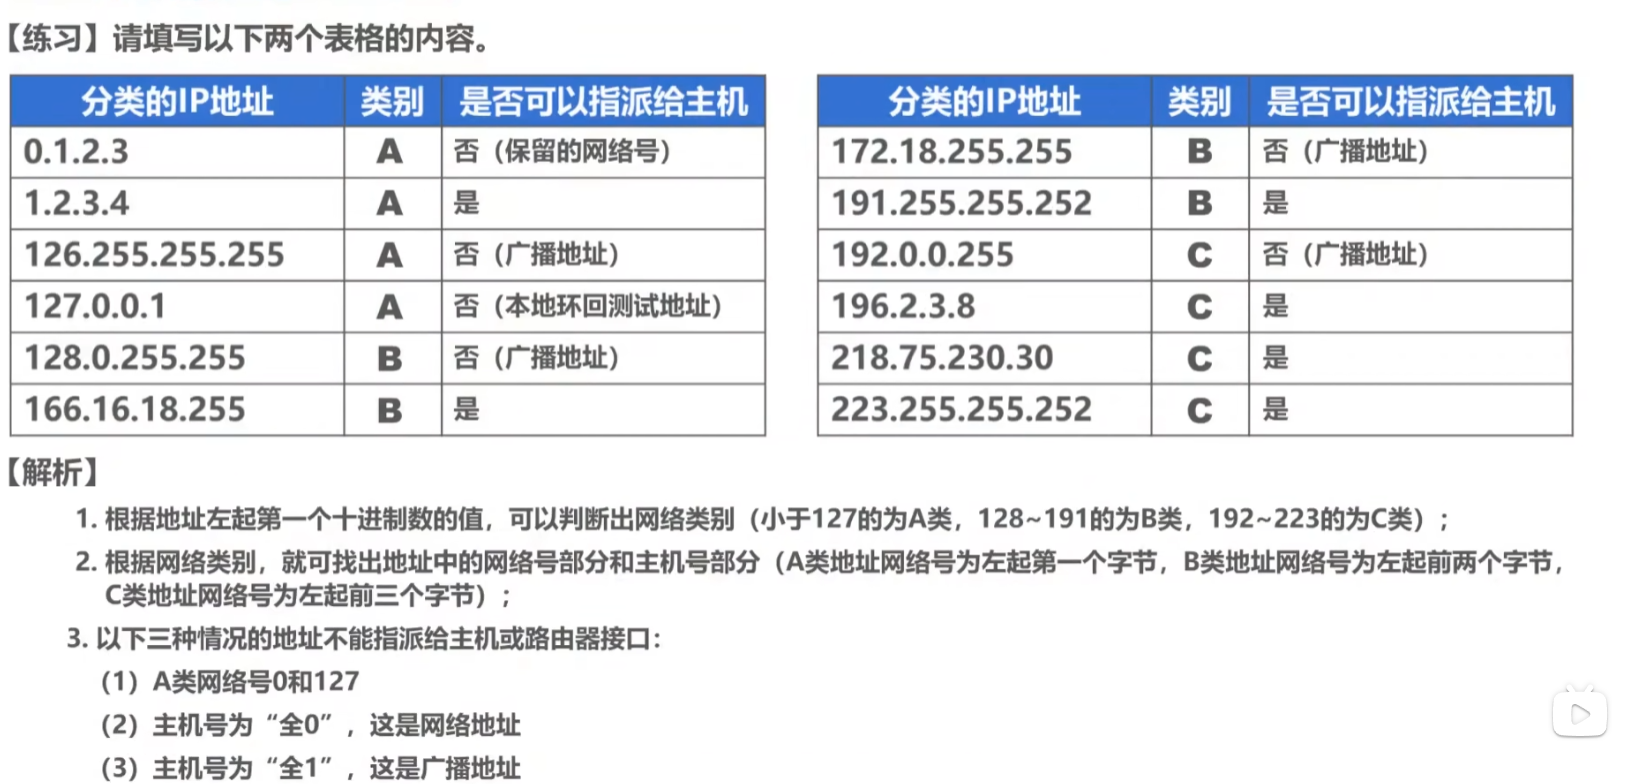 【练习】请填写以下两个表格的内容。
分类的IP地址 类别 是否可以指派给主机
0.1.2.3 A 否（保留的网络号）
1.2.3.4 A 是
126.255.255.255 A 否（广播地址）
127.0.0.1 A 否（本地环回测试地址）
128.0.255.255 B 否（广播地址）
166.16.18.255 B 是
分类的IP地址 类别 是否可以指派给主机
172.18.255.255 B 否（广播地址）
191.255.255.252 B 是
192.0.0.255 C 否（广播地址）
196.2.3.8 C 是
218.75.230.30 C 是
223.255.255.252 C 是
【解析】
1. 根据地址左起第一个十进制数的值，可以判断出网络类别（小于127的为A类，128~191的为B类，192~223的为C类）；
2. 根据网络类别，就可找出地址中的网络号部分和主机号部分（A类地址网络号为左起第一个字节，B类地址网络号为左起前两个字节，
C类地址网络号为左起前三个字节）；
3. 以下三种情况的地址不能指派给主机或路由器接口：
（1）A类网络号0和127
（2）主机号为“全0”，这是网络地址
（3）主机号为“全1”，这是广播地址